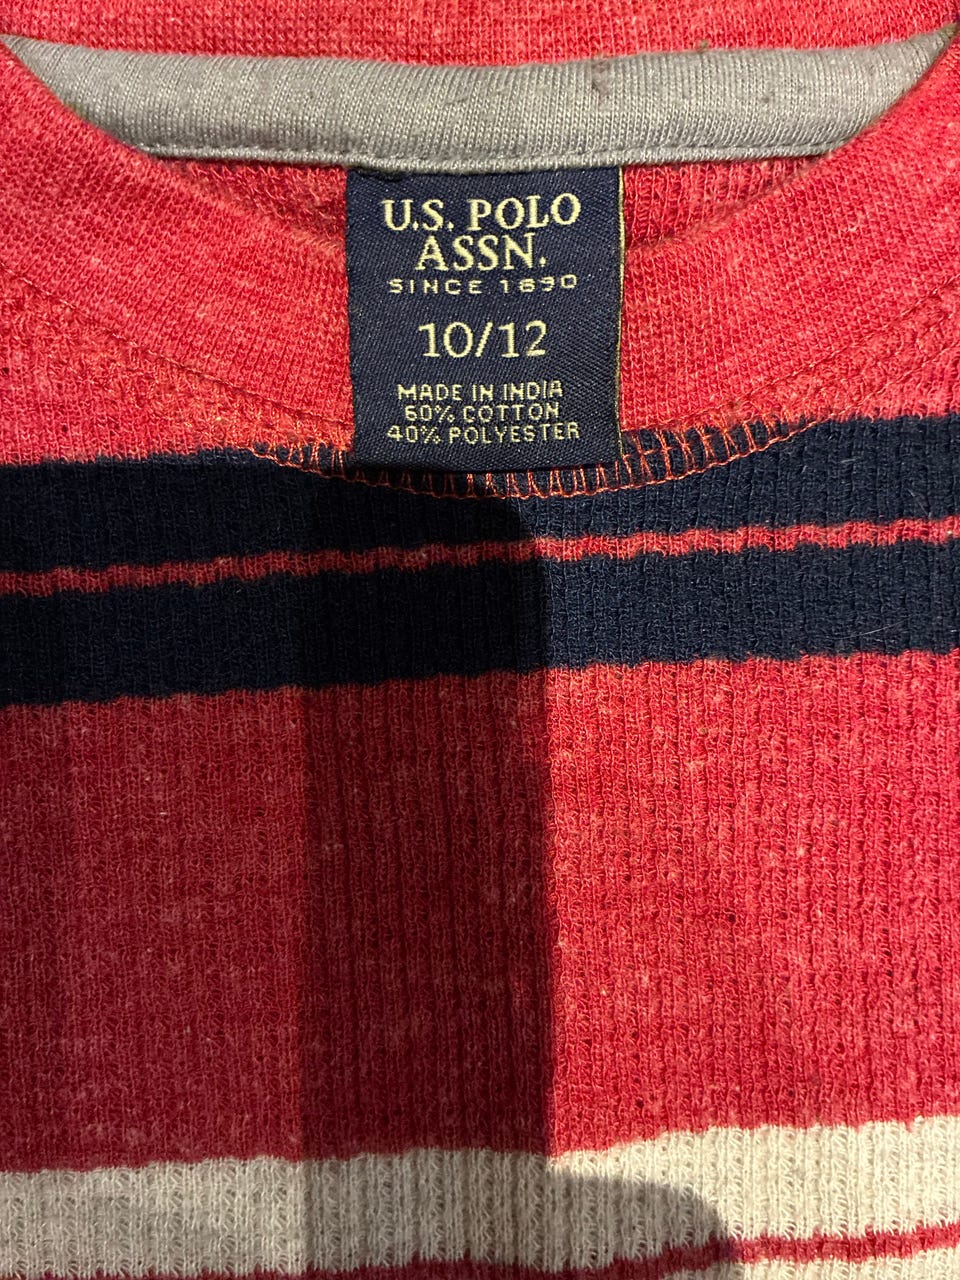 U.S. POLO
ASSN.
SINCE 1890
10/12
MADE IN INDIA
60% COTTON
40% POLYESTER